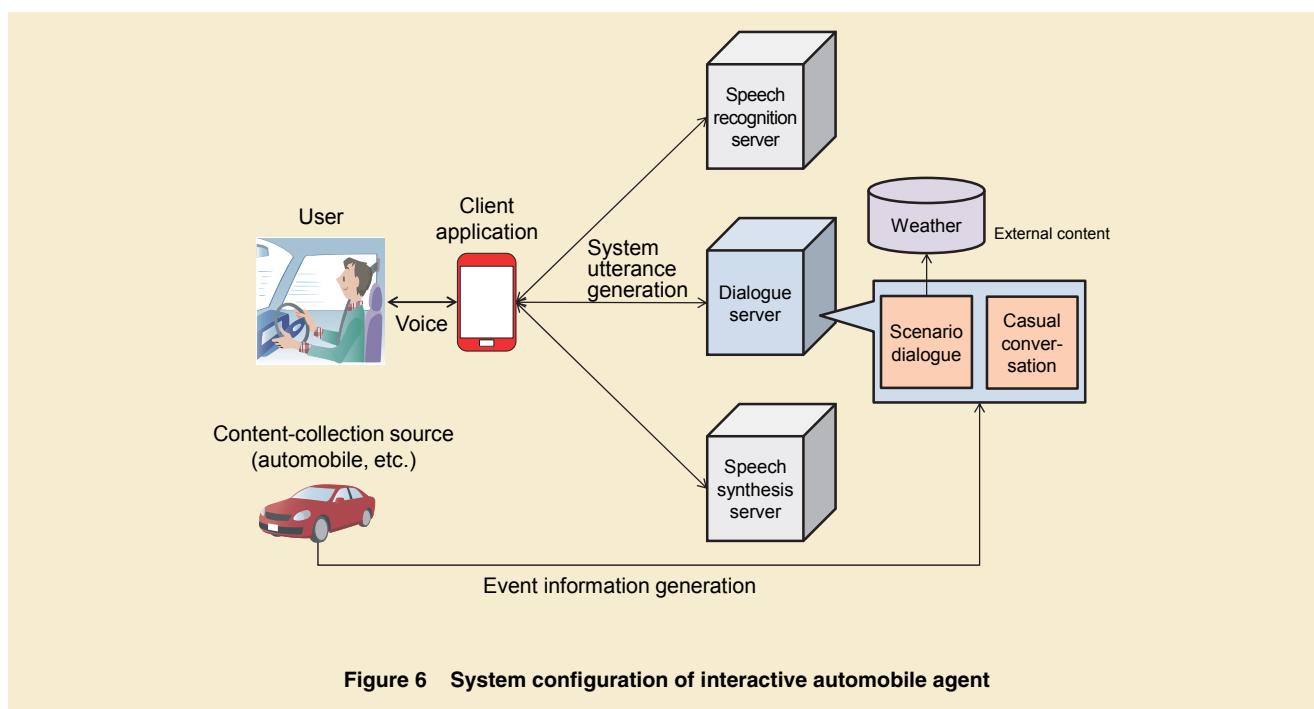 Speech
recognition
server
User
Client
application
Weather
External content
System
utterance
generation
Voice
Dialogue
server
Scenario
dialogue
Casual
conver-
sation
Content-collection source
(automobile, etc.)
Speech
synthesis
server
Event information generation
Figure 6 System configuration of interactive automobile agent